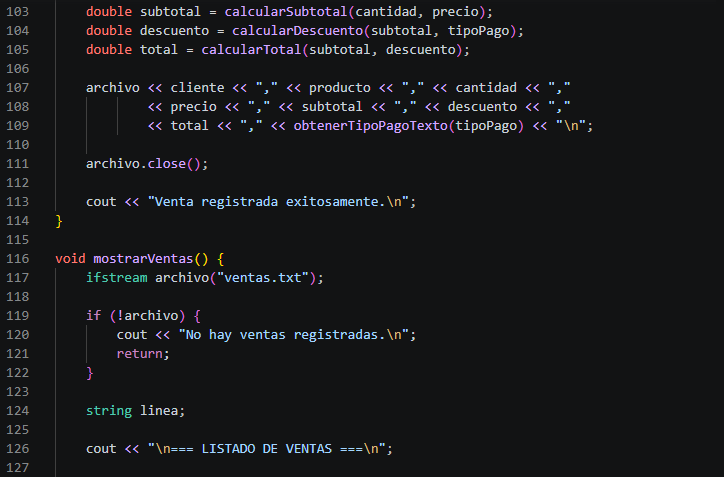 103 double subtotal = calcularSubtotal(cantidad, precio);
104 double descuento = calcularDescuento(subtotal, tipoPago);
105 double total = calcularTotal(subtotal, descuento);
106
107 archivo << cliente << "," << producto << "," << cantidad << ","
108 << precio << "," << subtotal << "," << descuento << ","
109 << total << "," << obtenerTipoPagoTexto(tipoPago) << "\n";
110
111 archivo.close();
112
113 cout << "Venta registrada exitosamente.\n";
114 }
115
116 void mostrarVentas() {
117 ifstream archivo("ventas.txt");
118
119 if (!archivo) {
120 cout << "No hay ventas registradas.\n";
121 return;
122 }
123
124 string linea;
125
126 cout << "\n=== LISTADO DE VENTAS ===\n";
127